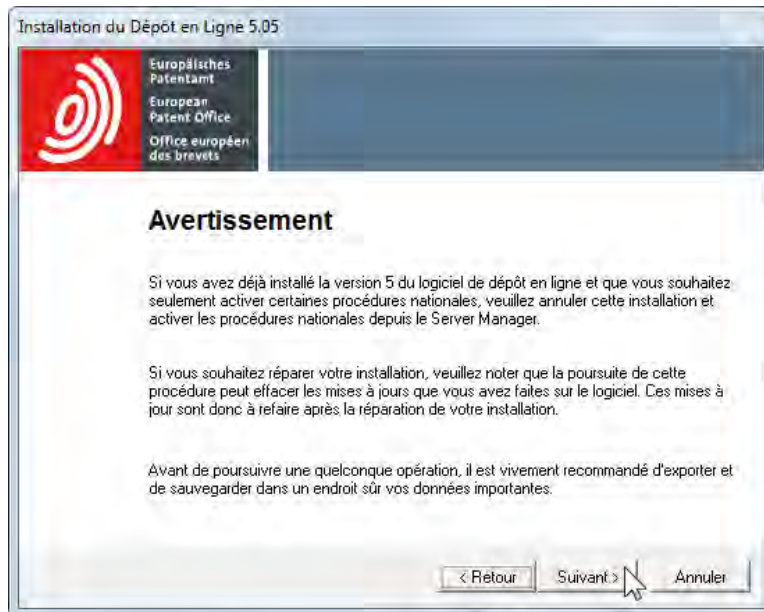 Installation du Dépôt en Ligne 5.05
Europäisches
Patentamt
European
Patent Office
Office européen
des brevets
Avertissement
Si vous avez déjà installé la version 5 du logiciel de dépôt en ligne et que vous souhaitez
seulement activer certaines procédures nationales, veuillez annuler cette installation et
activer les procédures nationales depuis le Server Manager.
Si vous souhaitez réparer votre installation, veuillez noter que la poursuite de cette
procédure peut effacer les mises à jours que vous avez faites sur le logiciel. Ces mises à
jour sont donc à refaire après la réparation de votre installation.
Avant de poursuivre une quelconque opération, il est vivement recommandé d'exporter et
de sauvegarder dans un endroit sûr vos données importantes.
< Retour
Suivant >
Annuler